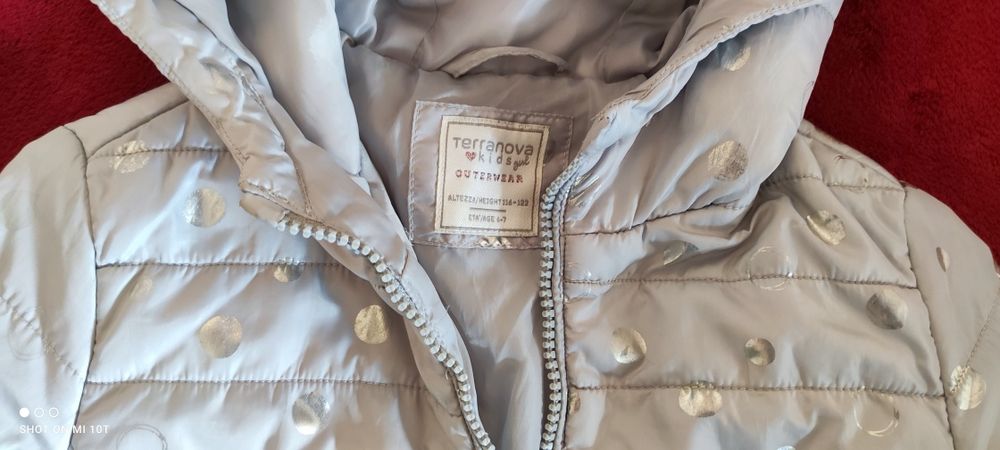 Terranova
kids girl
OUTERWEAR
ALTEZZA/HEIGHT 116-122
ETA'/AGE 6-7
SHOT ON MI 10T